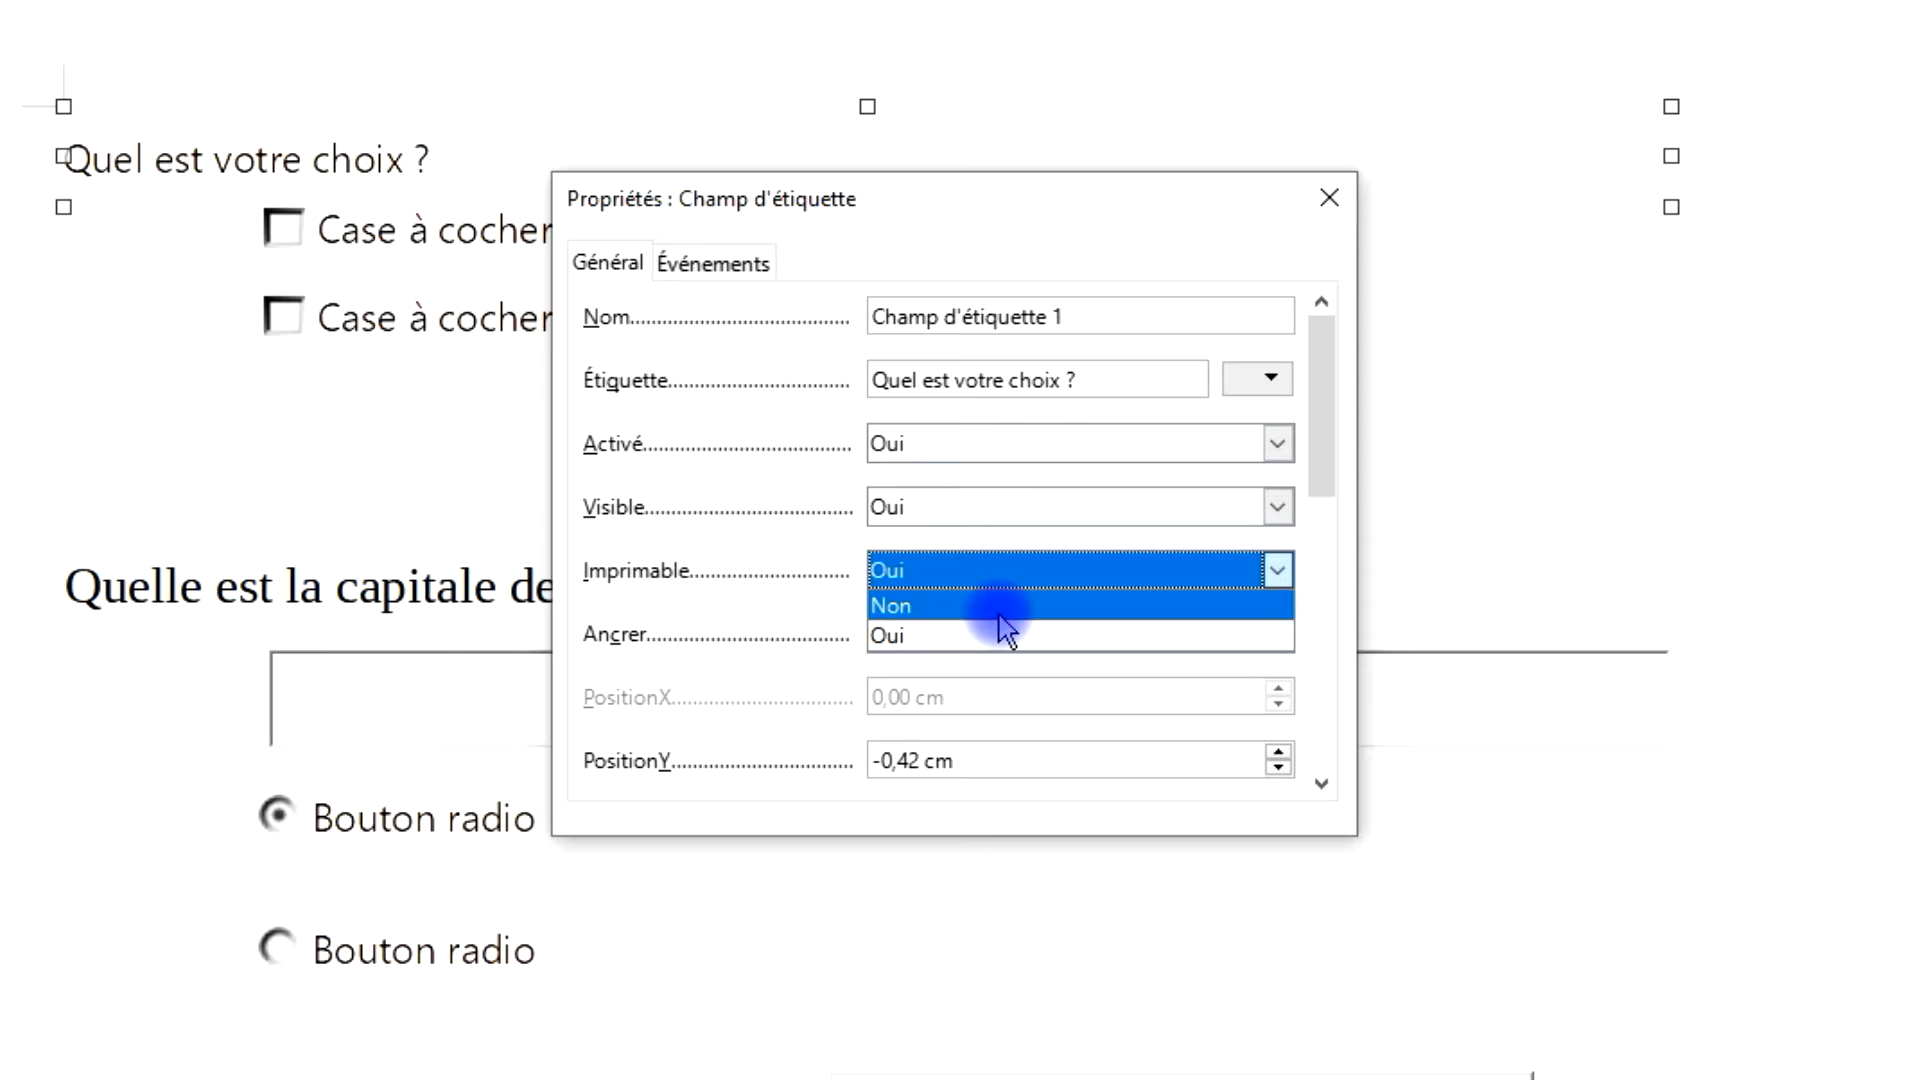 Quel est votre choix ?
Case à cocher
Case à cocher
Quelle est la capitale de
Bouton radio
Bouton radio
Propriétés : Champ d'étiquette
Général
Événements
Nom
Champ d'étiquette 1
Étiquette
Quel est votre choix ?
Activé
Oui
Visible
Oui
Imprimable
Oui
Non
Oui
Ancrer
PositionX
0,00 cm
PositionY
-0,42 cm